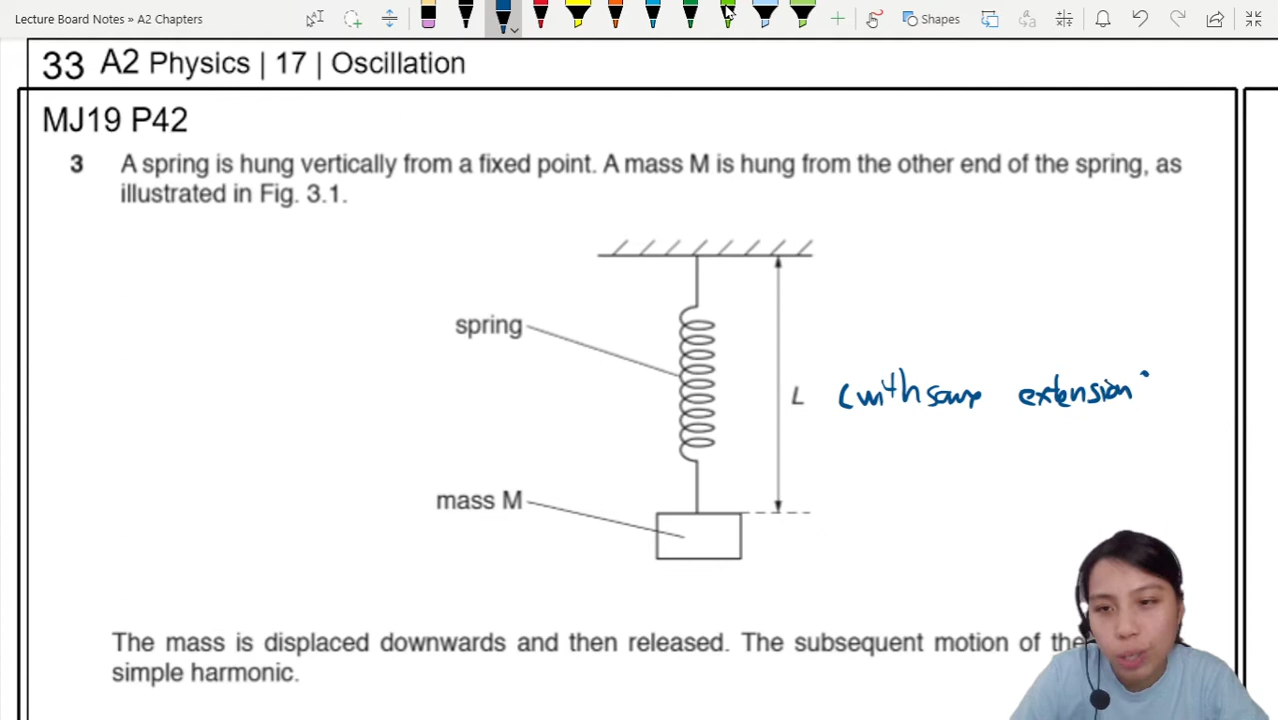 Lecture Board Notes » A2 Chapters
Shapes
33 A2 Physics | 17 | Oscillation
MJ19 P42
3 A spring is hung vertically from a fixed point. A mass M is hung from the other end of the spring, as
illustrated in Fig. 3.1.
spring
L (with some extension
mass M
The mass is displaced downwards and then released. The subsequent motion of the
simple harmonic.